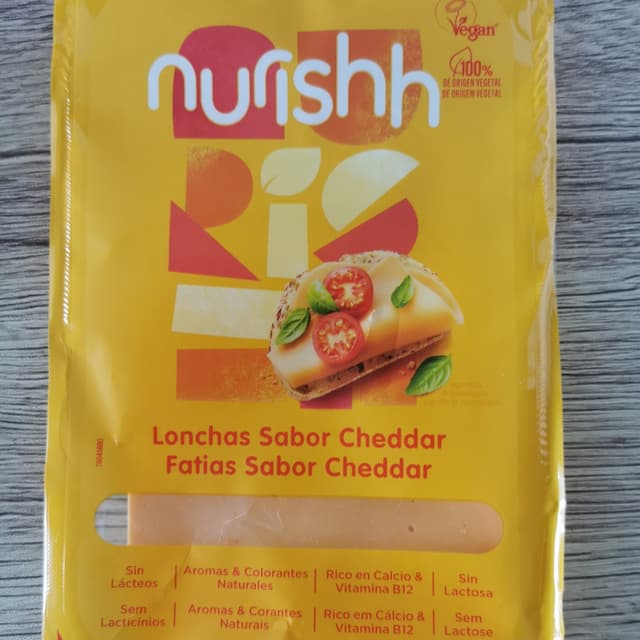 nurishh
Vegan
100%
DE ORIGEN VEGETAL
DE ORIGEM VEGETAL
Lonchas Sabor Cheddar
Fatias Sabor Cheddar
Sin Lácteos
Aromas & Colorantes Naturales
Rico en Calcio & Vitamina B12
Sin Lactosa
Sem Lacticínios
Aromas & Corantes Naturais
Rico em Cálcio & Vitamina B12
Sem Lactose